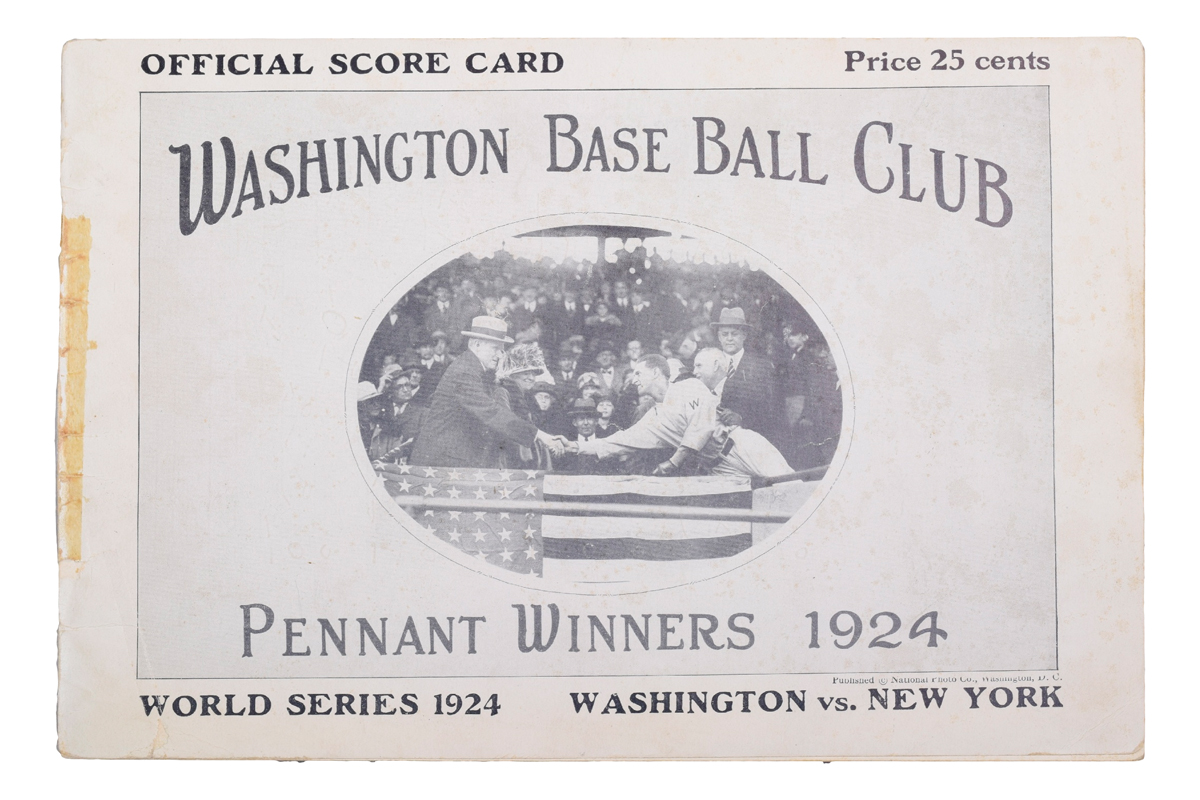 OFFICIAL SCORE CARD Price 25 cents
WASHINGTON BASE BALL CLUB
W
PENNANT WINNERS 1924
Published © National Photo Co., Washington, D. C.
WORLD SERIES 1924 WASHINGTON vs. NEW YORK